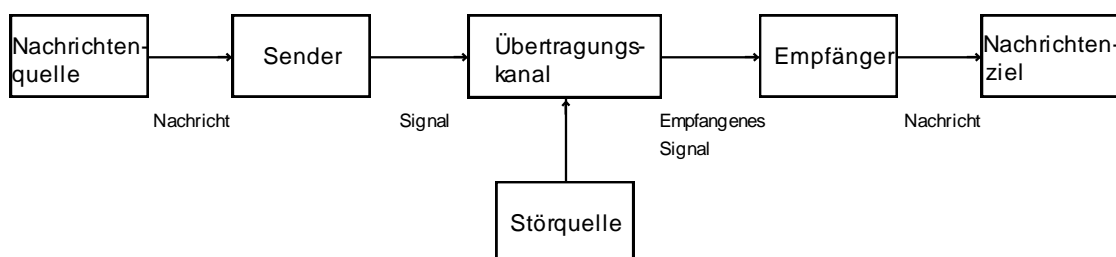 Nachrichten-
quelle
Sender
Übertragungs-
kanal
Empfänger
Nachrichten-
ziel
Nachricht
Signal
Empfangenes
Signal
Nachricht
Störquelle